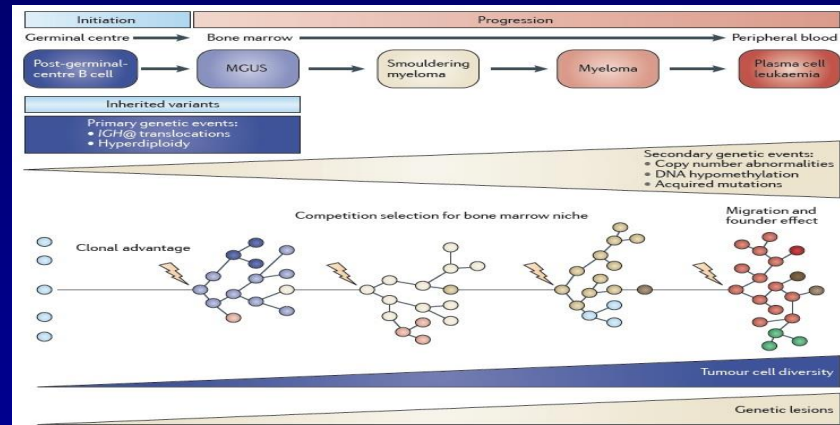 Initiation
Progression
Germinal centre
Bone marrow
Peripheral blood
Post-germinal-
centre B cell
MGUS
Smouldering
myeloma
Myeloma
Plasma cell
leukaemia
Inherited variants
Primary genetic events:
• IGH@ translocations
• Hyperdiploidy
Secondary genetic events:
• Copy number abnormalities
• DNA hypomethylation
• Acquired mutations
Competition selection for bone marrow niche
Migration and
founder effect
Clonal advantage
Tumour cell diversity
Genetic lesions